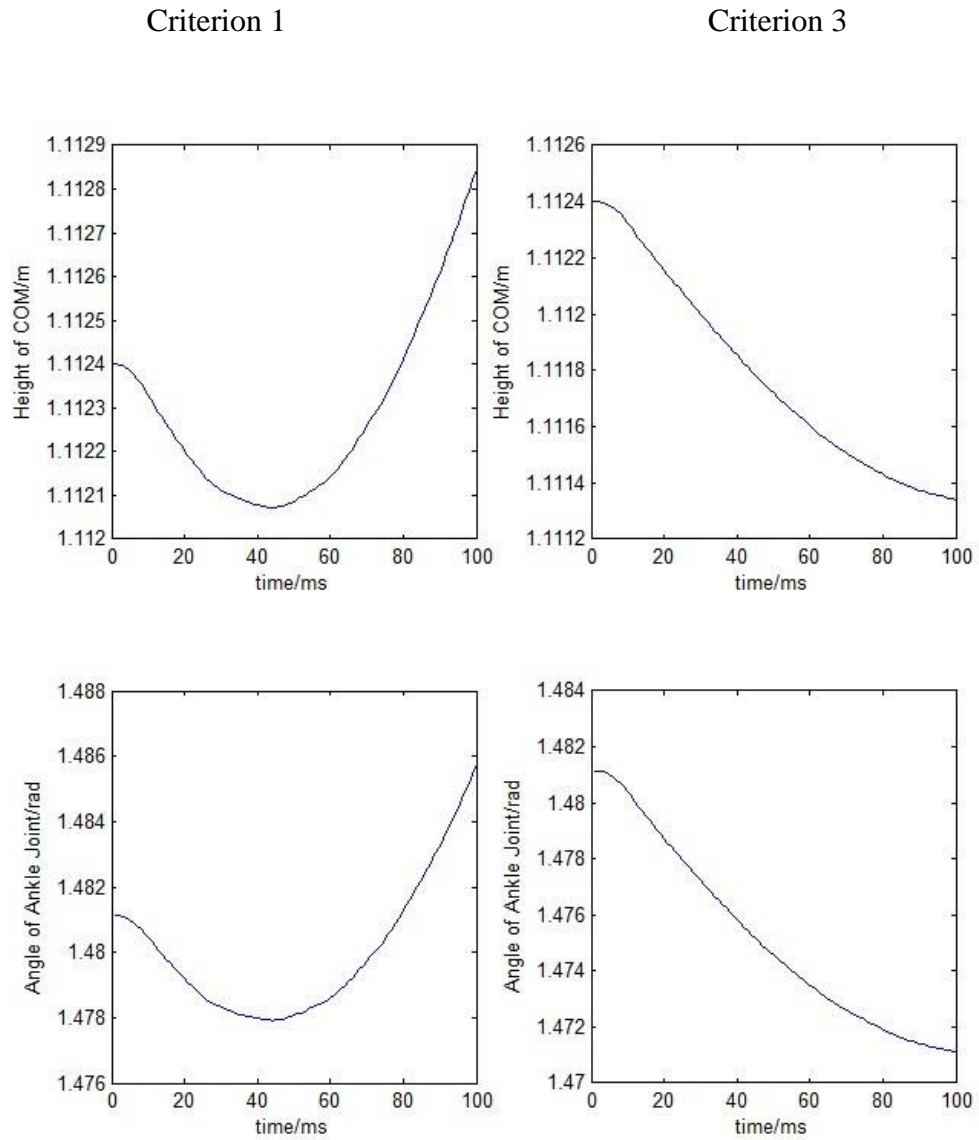 Criterion 1
Criterion 3
1.1129
1.1128
1.1127
1.1126
1.1125
1.1124
1.1123
1.1122
1.1121
1.112
Height of COM/m
0 20 40 60 80 100
time/ms
1.1126
1.1124
1.1122
1.112
1.1118
1.1116
1.1114
1.1112
Height of COM/m
0 20 40 60 80 100
time/ms
1.488
1.486
1.484
1.482
1.48
1.478
1.476
Angle of Ankle Joint/rad
0 20 40 60 80 100
time/ms
1.484
1.482
1.48
1.478
1.476
1.474
1.472
1.47
Angle of Ankle Joint/rad
0 20 40 60 80 100
time/ms